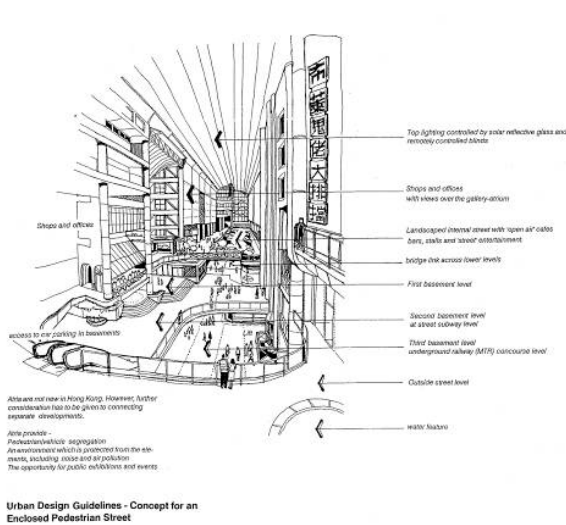 Top lighting controlled by solar reflective glass and
remotely controlled blinds
Shops and offices
with views over the gallery-atrium
Shops and offices
Landscaped internal street with 'open air' cafes
bars, stalls and 'street' entertainment
bridge link across lower levels
First basement level
Second basement level
at street subway level
access to car parking in basements
Third basement level
underground railway (MTR) concourse level
Outside street level
water feature
Atria are not new in Hong Kong. However, further
consideration has to be given to connecting
separate developments.
Atria provide -
Pedestrian/vehicle segregation
An environment which is protected from the ele-
ments, including noise and air pollution
The opportunity for public exhibitions and events
Urban Design Guidelines - Concept for an
Enclosed Pedestrian Street